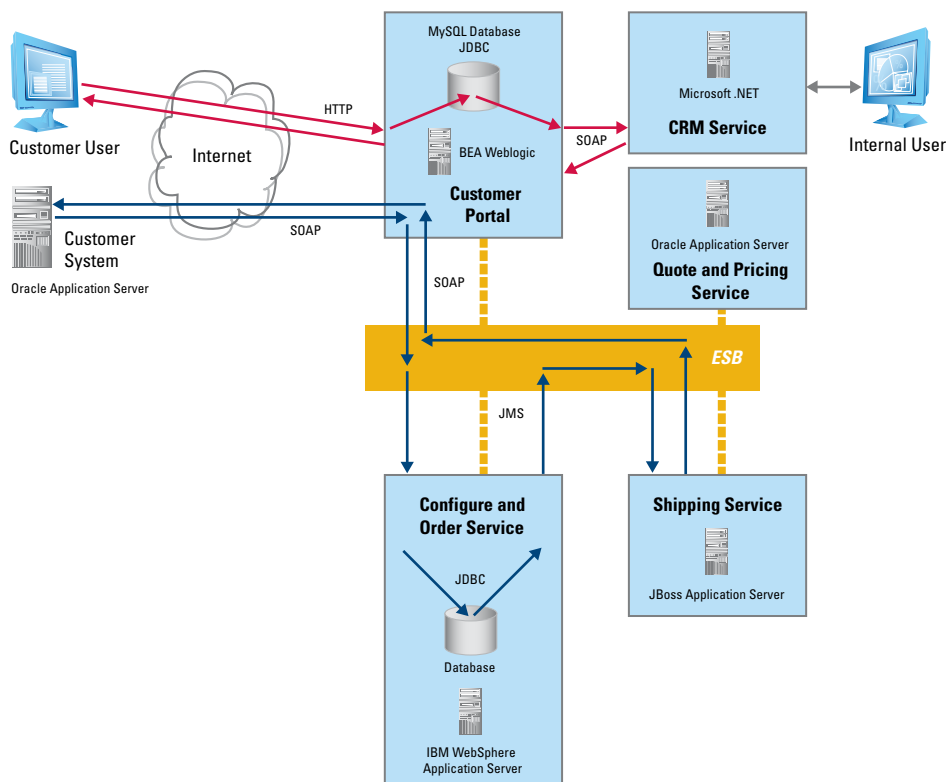 MySQL Database
JDBC
HTTP
BEA Weblogic
Customer
Portal
Microsoft .NET
CRM Service
SOAP
Customer User
Internet
Internal User
SOAP
Customer
System
Oracle Application Server
Oracle Application Server
Quote and Pricing
Service
SOAP
ESB
JMS
Configure and
Order Service
JDBC
Database
IBM WebSphere
Application Server
Shipping Service
JBoss Application Server